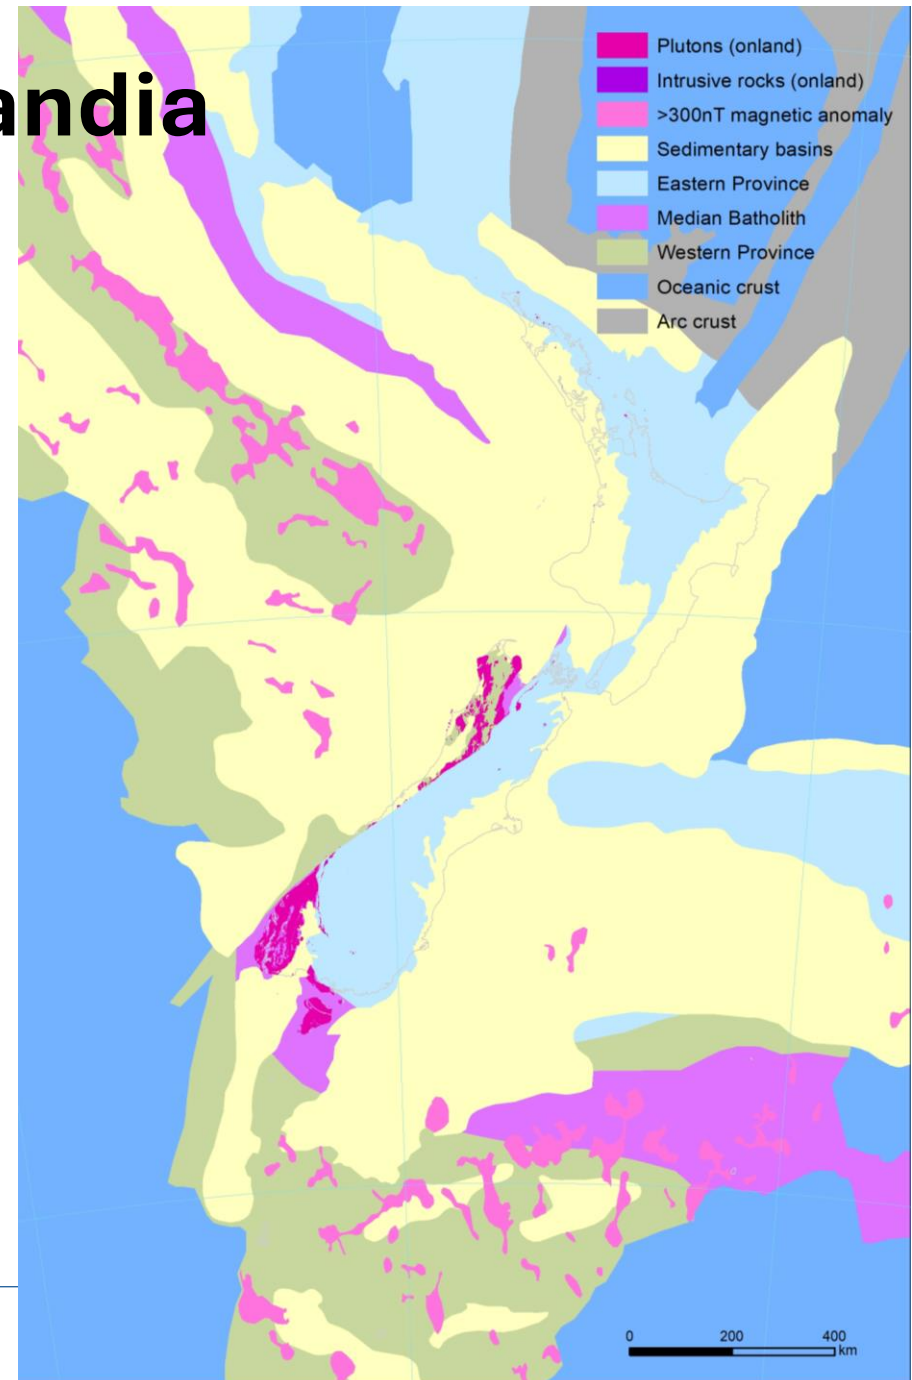 andia
Plutons (onland)
Intrusive rocks (onland)
>300nT magnetic anomaly
Sedimentary basins
Eastern Province
Median Batholith
Western Province
Oceanic crust
Arc crust
0 200 400
km